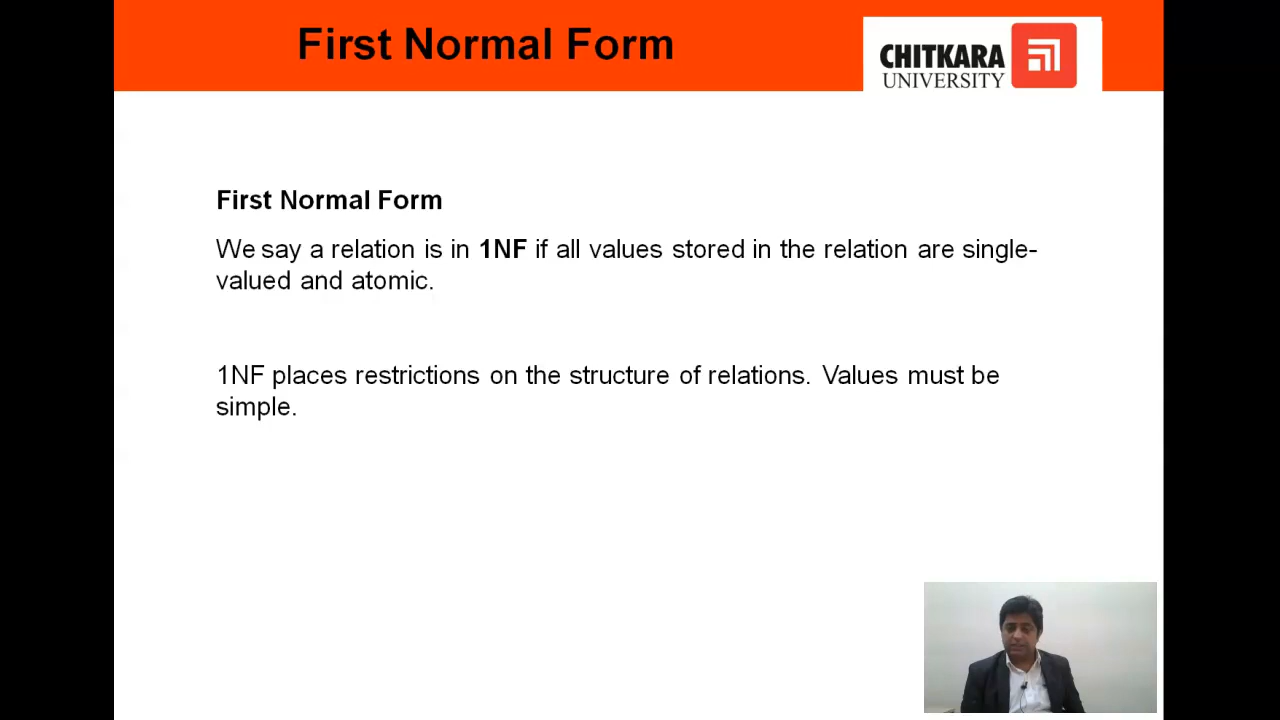 First Normal Form
CHITKARA
UNIVERSITY
First Normal Form
We say a relation is in 1NF if all values stored in the relation are single-
valued and atomic.
1NF places restrictions on the structure of relations. Values must be
simple.